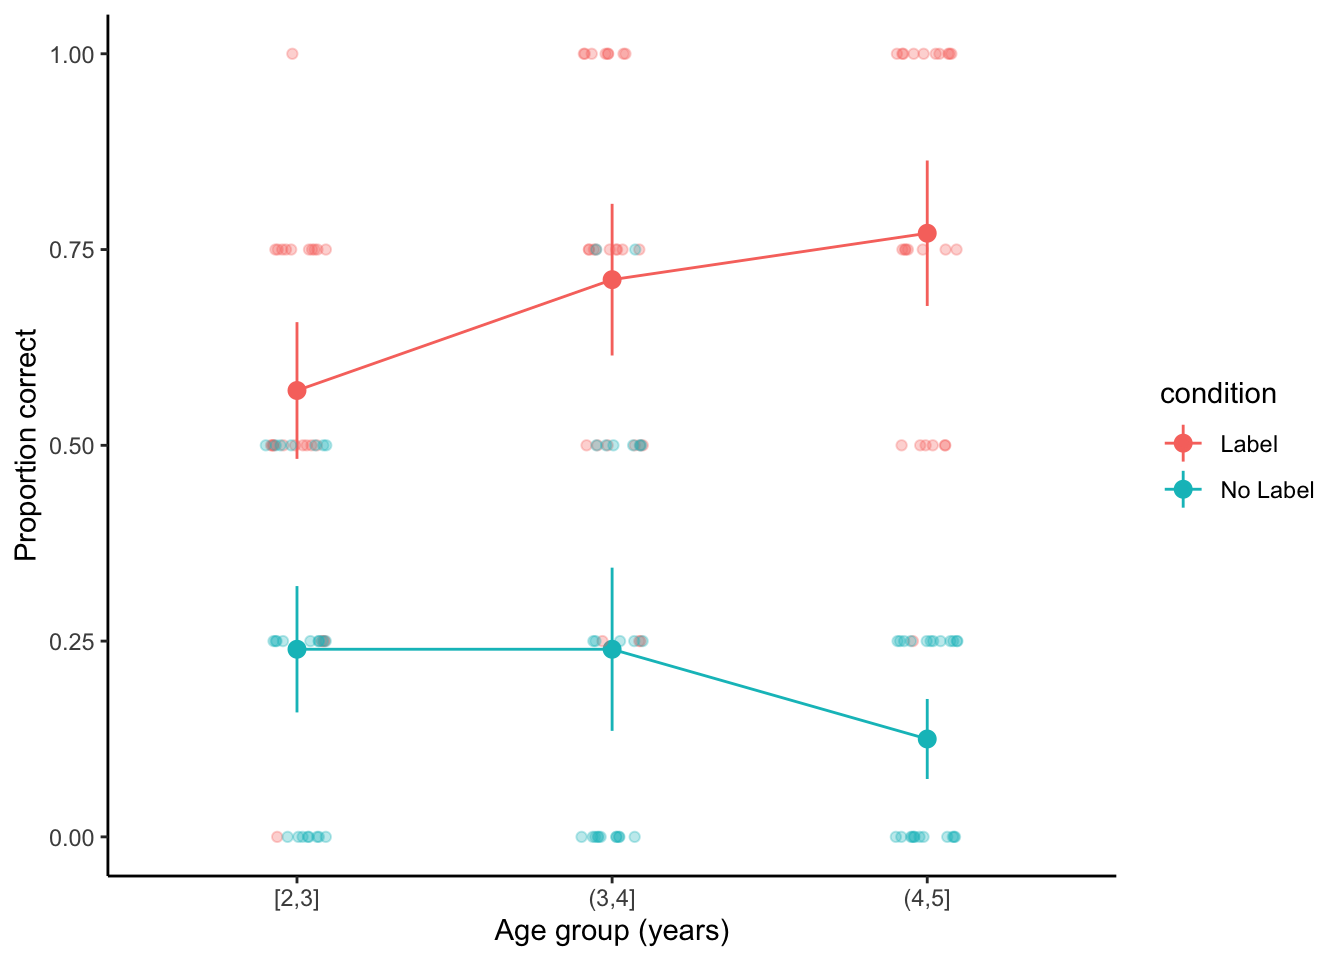 1.00
0.75
0.50
0.25
0.00
Proportion correct
[2,3]
(3,4]
(4,5]
Age group (years)
condition
Label
No Label